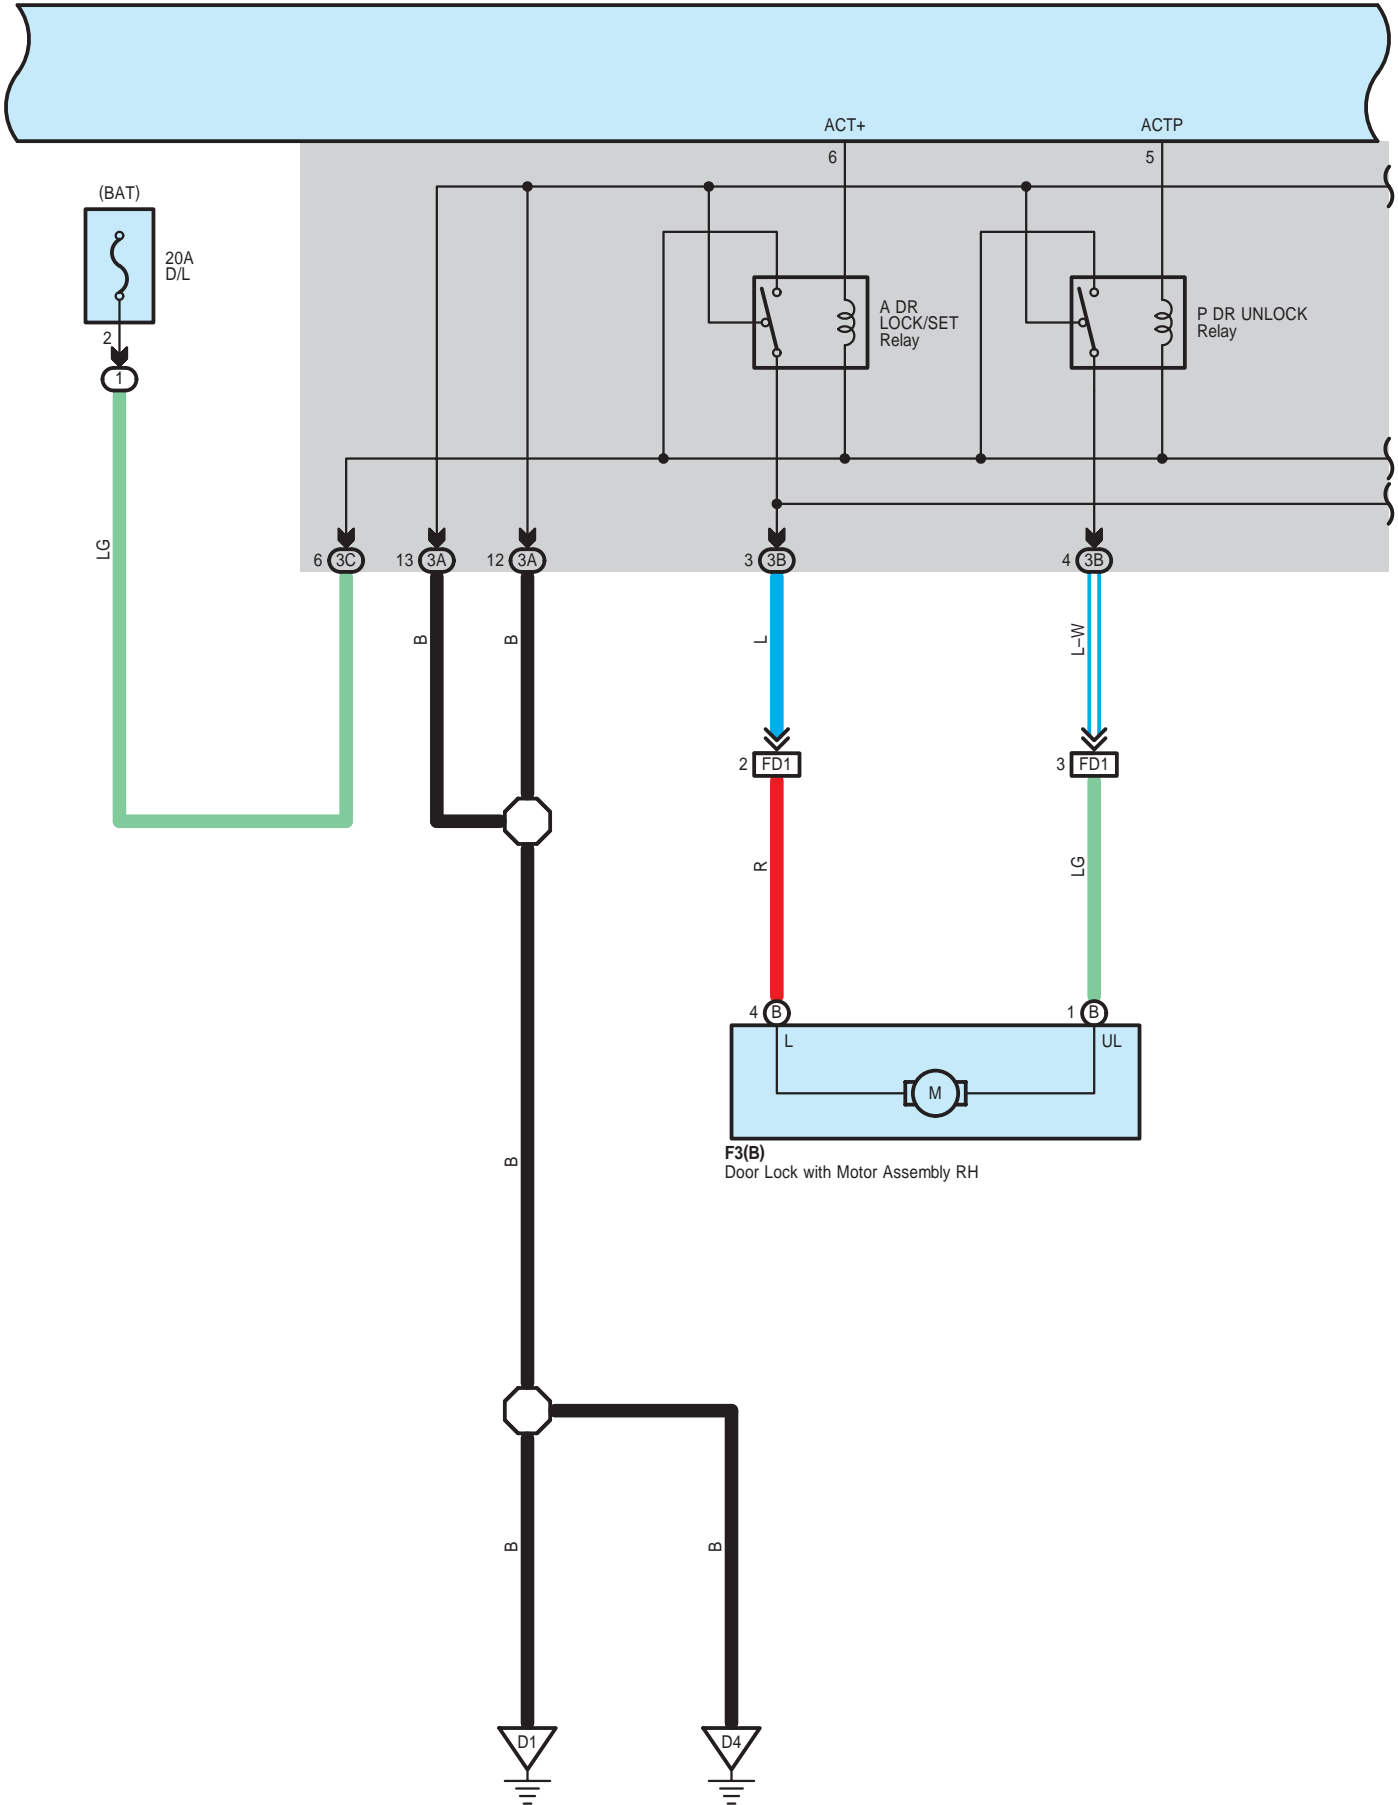 ACT+ ACTP
6 5
(BAT)
20A
D/L
A DR
LOCK/SET
Relay
P DR UNLOCK
Relay
2
1
LG
6 3C 13 3A 12 3A 3 3B 4 3B
B B L L–W
2 FD1 3 FD1
R LG
4 B 1 B
L UL
M
F3(B)
Door Lock with Motor Assembly RH
B
B B
D1 D4